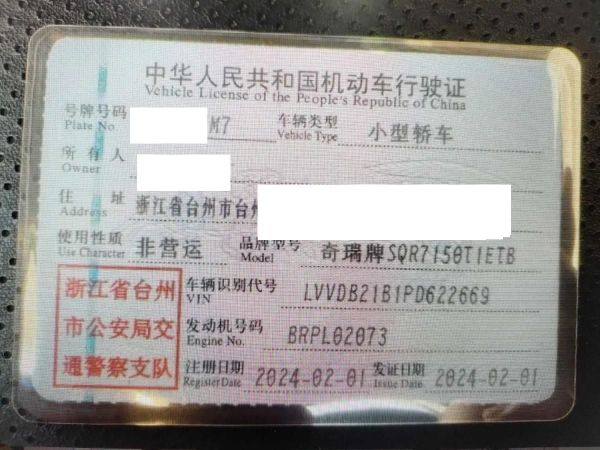 中华人民共和国机动车行驶证
Vehicle License of the People's Republic of China
号牌号码 M7 车辆类型 小型轿车
Plate No. Vehicle Type
所有人
Owner
住址 浙江省台州市台州
Address
使用性质 非营运 品牌型号 奇瑞牌SQR7150T1ETB
Use Character Model
浙江省台州市公安局交通警察支队
车辆识别代号 LVVDB21B1PD622669
VIN
发动机号码 BRPL02073
Engine No.
注册日期 2024-02-01 发证日期 2024-02-01
Register Date Issue Date